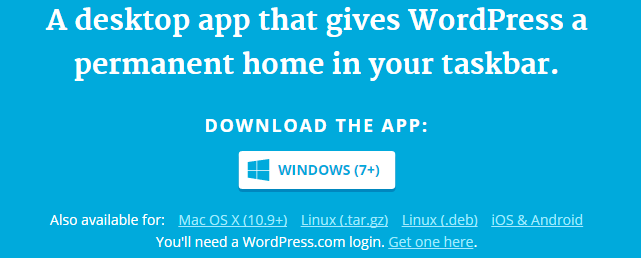 A desktop app that gives WordPress a
permanent home in your taskbar.
DOWNLOAD THE APP:
WINDOWS (7+)
Also available for: Mac OS X (10.9+) Linux (.tar.gz) Linux (.deb) iOS & Android
You'll need a WordPress.com login. Get one here.